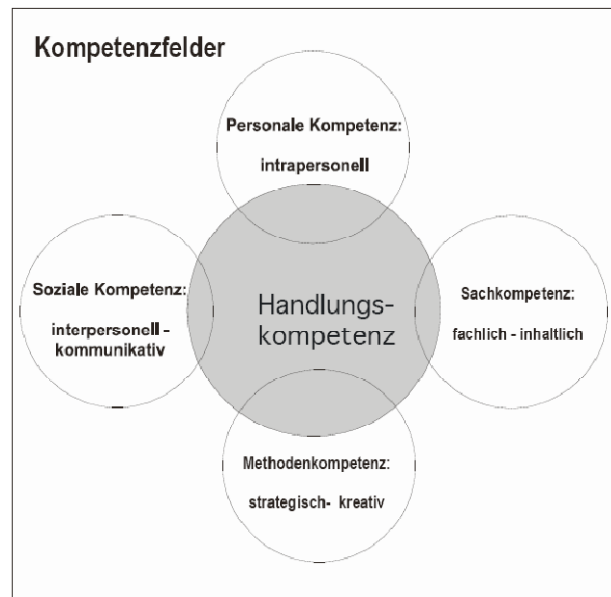 Kompetenzfelder
Personale Kompetenz:
intrapersonell
Soziale Kompetenz:
interpersonell -
kommunikativ
Handlungs-
kompetenz
Sachkompetenz:
fachlich - inhaltlich
Methodenkompetenz:
strategisch- kreativ